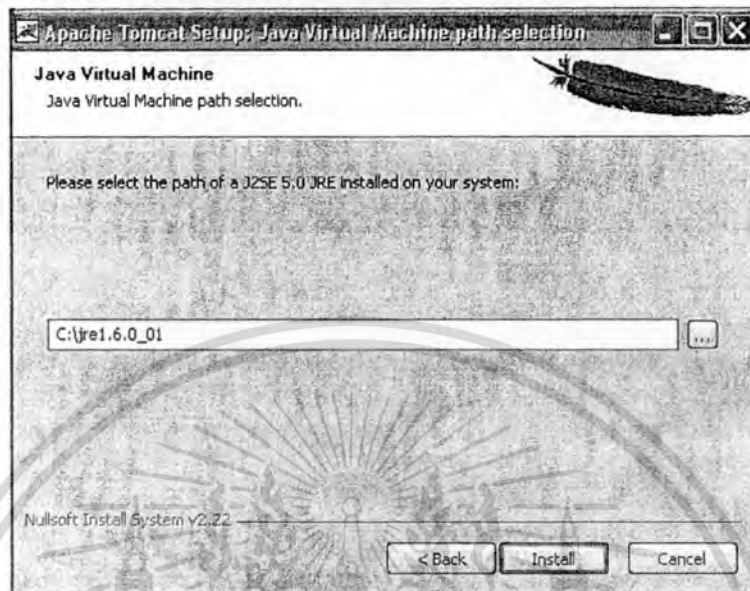 Apache Tomcat Setup: Java Virtual Machine path selection
Java Virtual Machine
Java Virtual Machine path selection.
Please select the path of a J2SE 5.0 JRE installed on your system:
C:\jre1.6.0_01
...
Nullsoft Install System v2.22
< Back Install Cancel